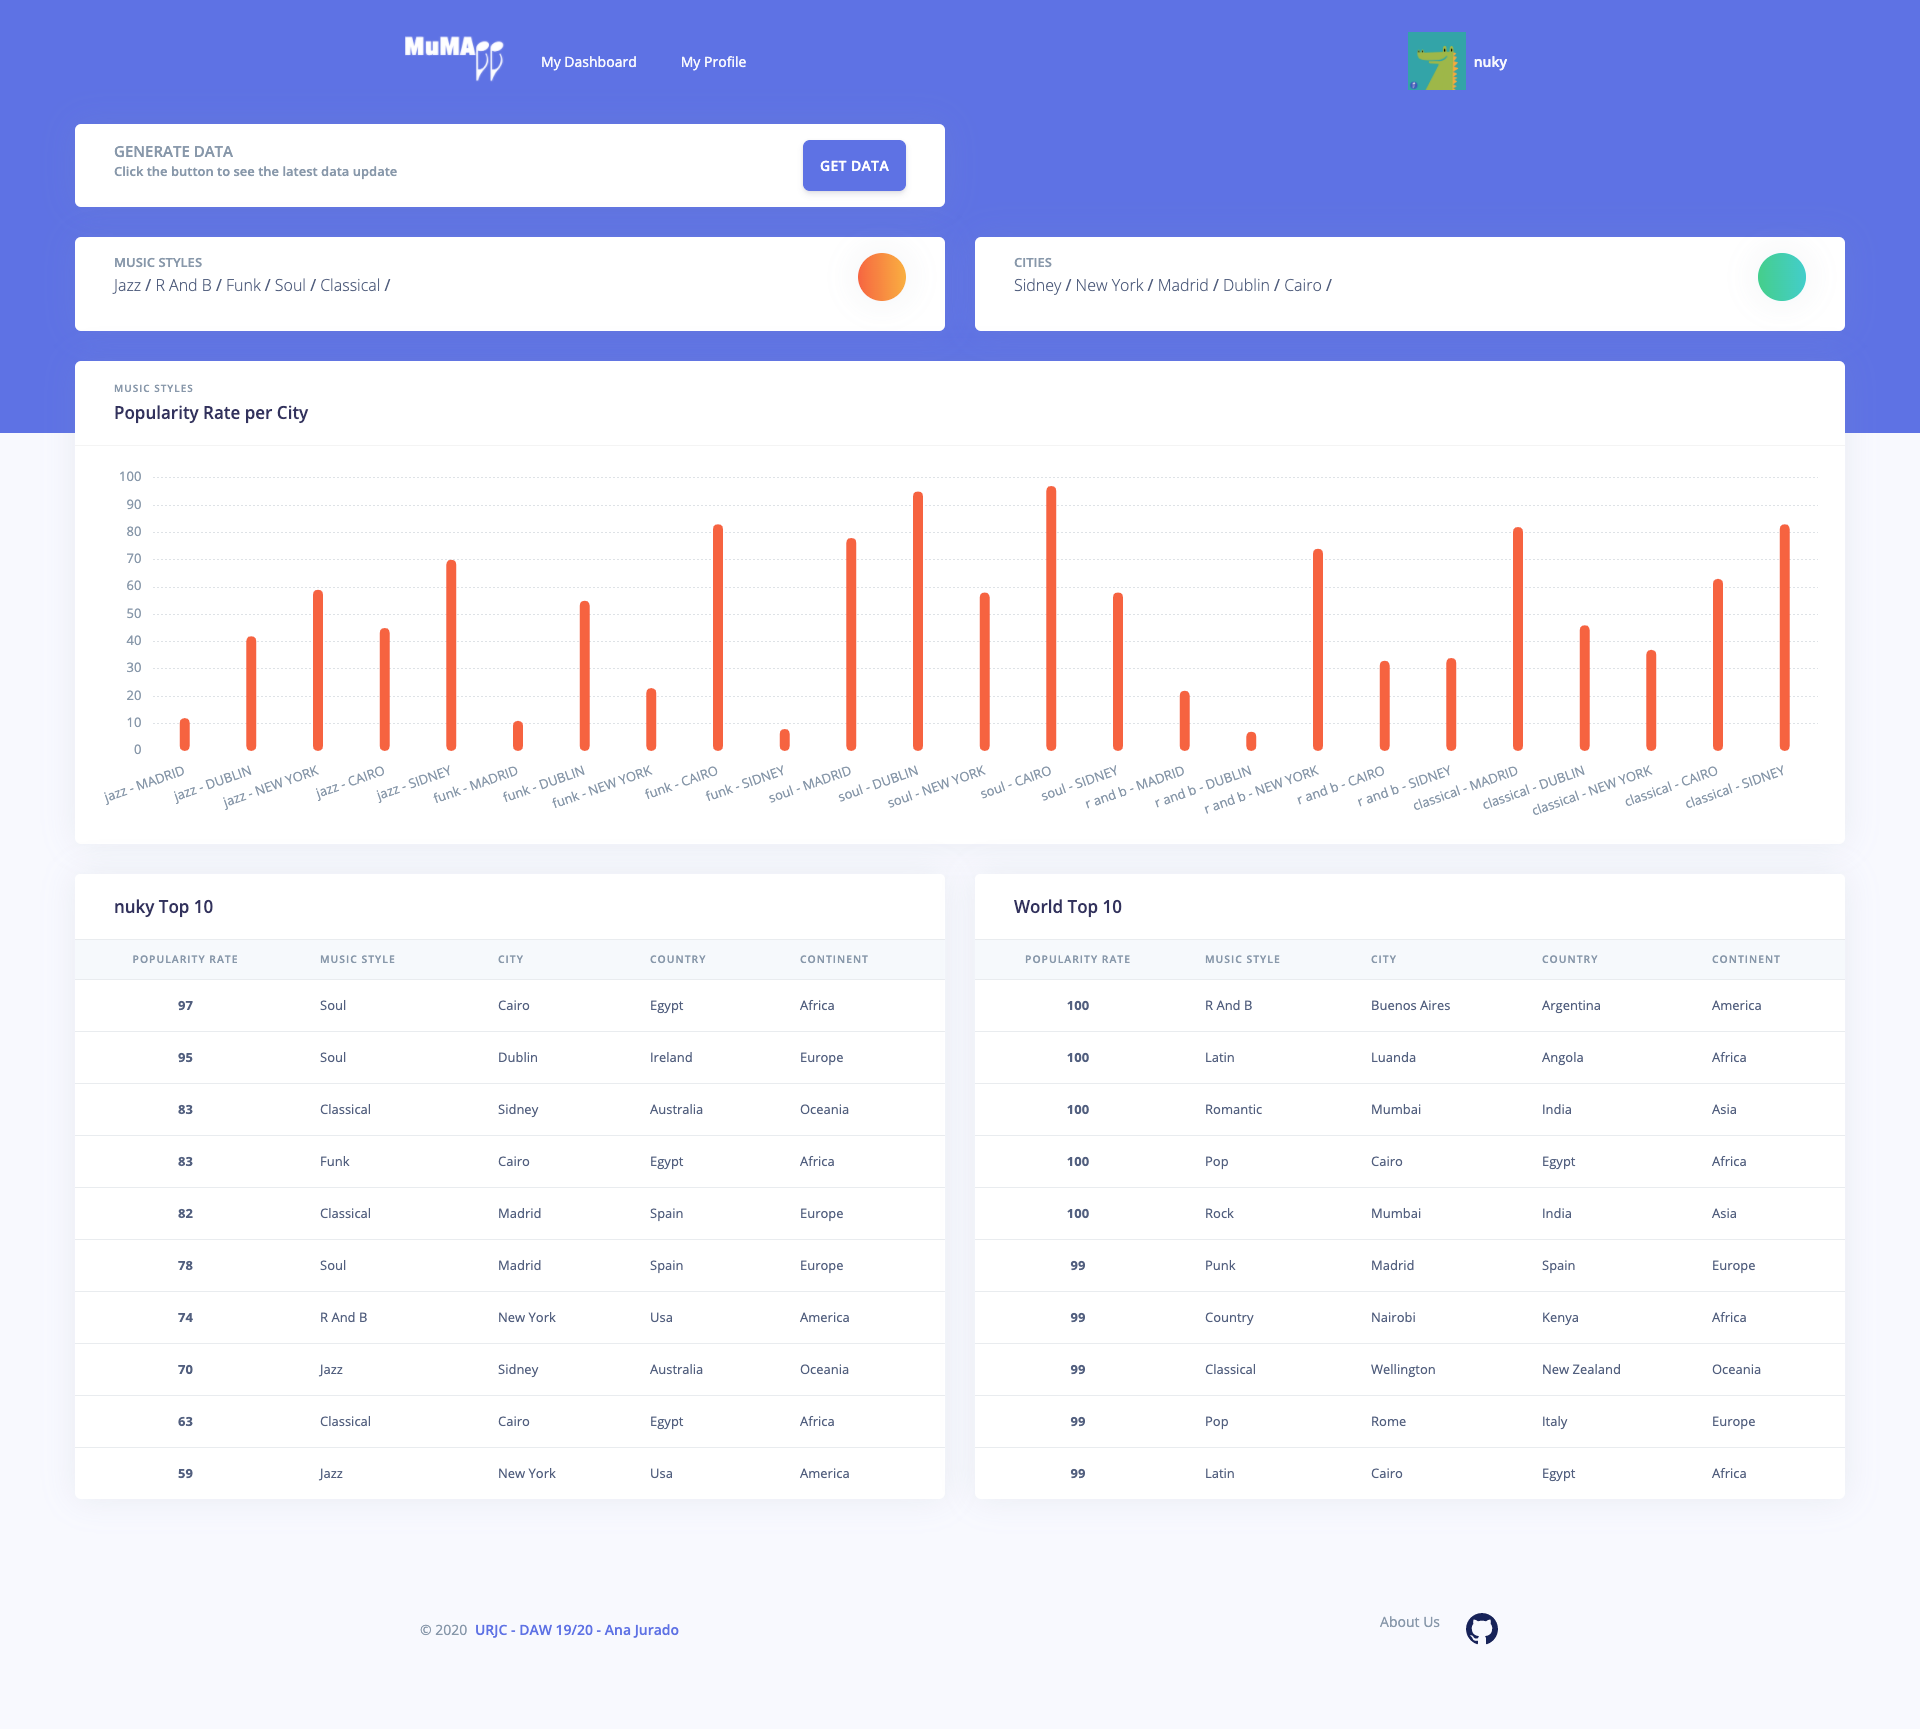 MuMApp
My Dashboard
My Profile
nuky
GENERATE DATA
Click the button to see the latest data update
GET DATA
MUSIC STYLES
Jazz / R And B / Funk / Soul / Classical /
CITIES
Sidney / New York / Madrid / Dublin / Cairo /
MUSIC STYLES
Popularity Rate per City
100
90
80
70
60
50
40
30
20
10
0
jazz - MADRID
jazz - DUBLIN
jazz - NEW YORK
jazz - CAIRO
jazz - SIDNEY
funk - MADRID
funk - DUBLIN
funk - NEW YORK
funk - CAIRO
funk - SIDNEY
soul - MADRID
soul - DUBLIN
soul - NEW YORK
soul - CAIRO
soul - SIDNEY
r and b - MADRID
r and b - DUBLIN
r and b - NEW YORK
r and b - CAIRO
r and b - SIDNEY
classical - MADRID
classical - DUBLIN
classical - NEW YORK
classical - CAIRO
classical - SIDNEY
nuky Top 10
POPULARITY RATE MUSIC STYLE CITY COUNTRY CONTINENT
97 Soul Cairo Egypt Africa
95 Soul Dublin Ireland Europe
83 Classical Sidney Australia Oceania
83 Funk Cairo Egypt Africa
82 Classical Madrid Spain Europe
78 Soul Madrid Spain Europe
74 R And B New York Usa America
70 Jazz Sidney Australia Oceania
63 Classical Cairo Egypt Africa
59 Jazz New York Usa America
World Top 10
POPULARITY RATE MUSIC STYLE CITY COUNTRY CONTINENT
100 R And B Buenos Aires Argentina America
100 Latin Luanda Angola Africa
100 Romantic Mumbai India Asia
100 Pop Cairo Egypt Africa
100 Rock Mumbai India Asia
99 Punk Madrid Spain Europe
99 Country Nairobi Kenya Africa
99 Classical Wellington New Zealand Oceania
99 Pop Rome Italy Europe
99 Latin Cairo Egypt Africa
© 2020 URJC - DAW 19/20 - Ana Jurado
About Us